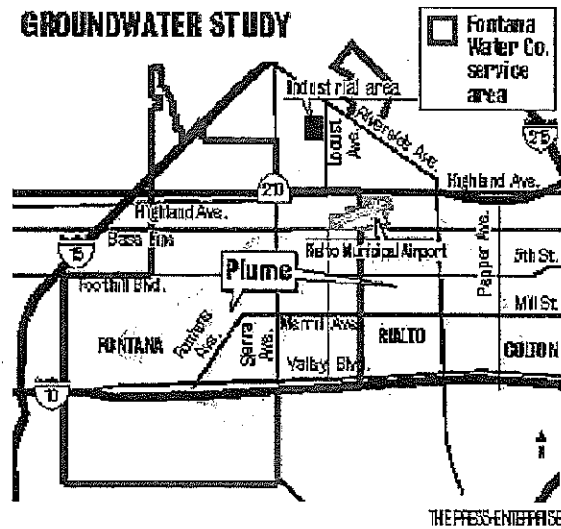 GROUNDWATER STUDY
Fontana
Water Co.
service
area
Industrial area
Locust
Ave.
Riverside Ave.
215
Highland Ave.
210
Highland Ave.
Base Line
15
Rialto Municipal Airport
Pepper Ave.
5th St.
Plume
Foothill Blvd.
Mill St.
Merrill Ave.
FONTANA
Fontana
Ave.
Sierra
Ave.
RIALTO
COLTON
Valley Blvd.
10
N
THE PRESS-ENTERPRISE